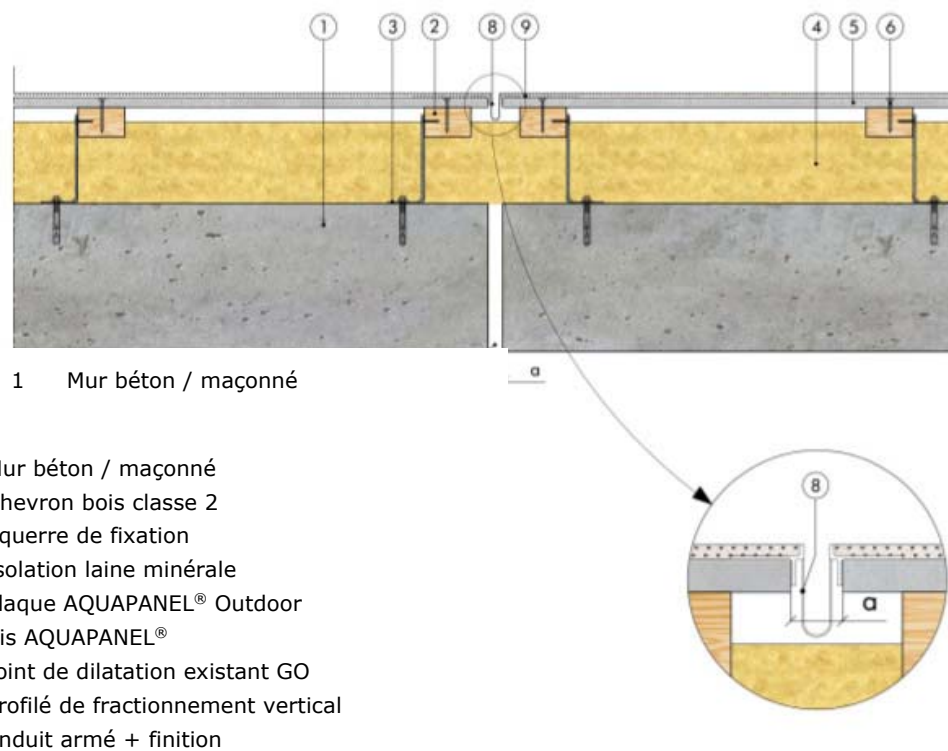 1 3 2 8 9 4 5 6
1 Mur béton / maçonné
a
Mur béton / maçonné
hevron bois classe 2
querre de fixation
solation laine minérale
laque AQUAPANEL® Outdoor
is AQUAPANEL®
oint de dilatation existant GO
rofilé de fractionnement vertical
nduit armé + finition
8
a